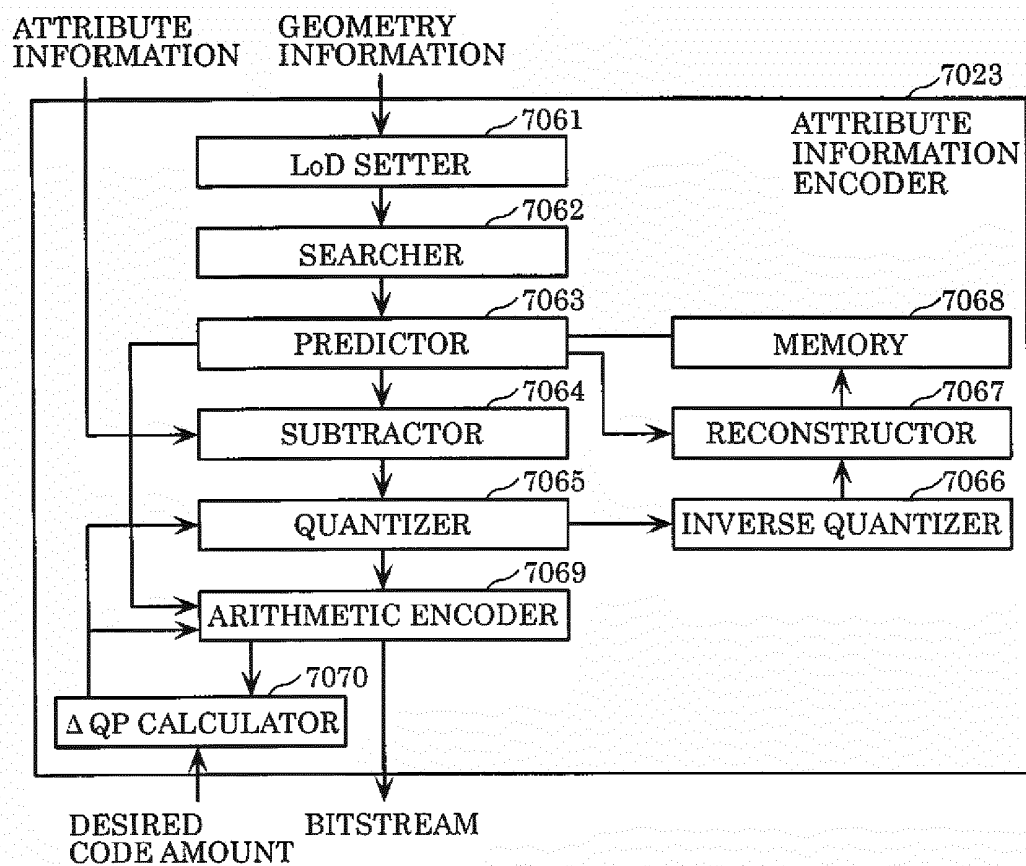 ATTRIBUTE
INFORMATION
GEOMETRY
INFORMATION
7023
ATTRIBUTE
INFORMATION
ENCODER
7061
LoD SETTER
7062
SEARCHER
7063
PREDICTOR
7068
MEMORY
7064
SUBTRACTOR
7067
RECONSTRUCTOR
7065
QUANTIZER
7066
INVERSE QUANTIZER
7069
ARITHMETIC ENCODER
7070
Δ QP CALCULATOR
DESIRED
CODE AMOUNT
BITSTREAM